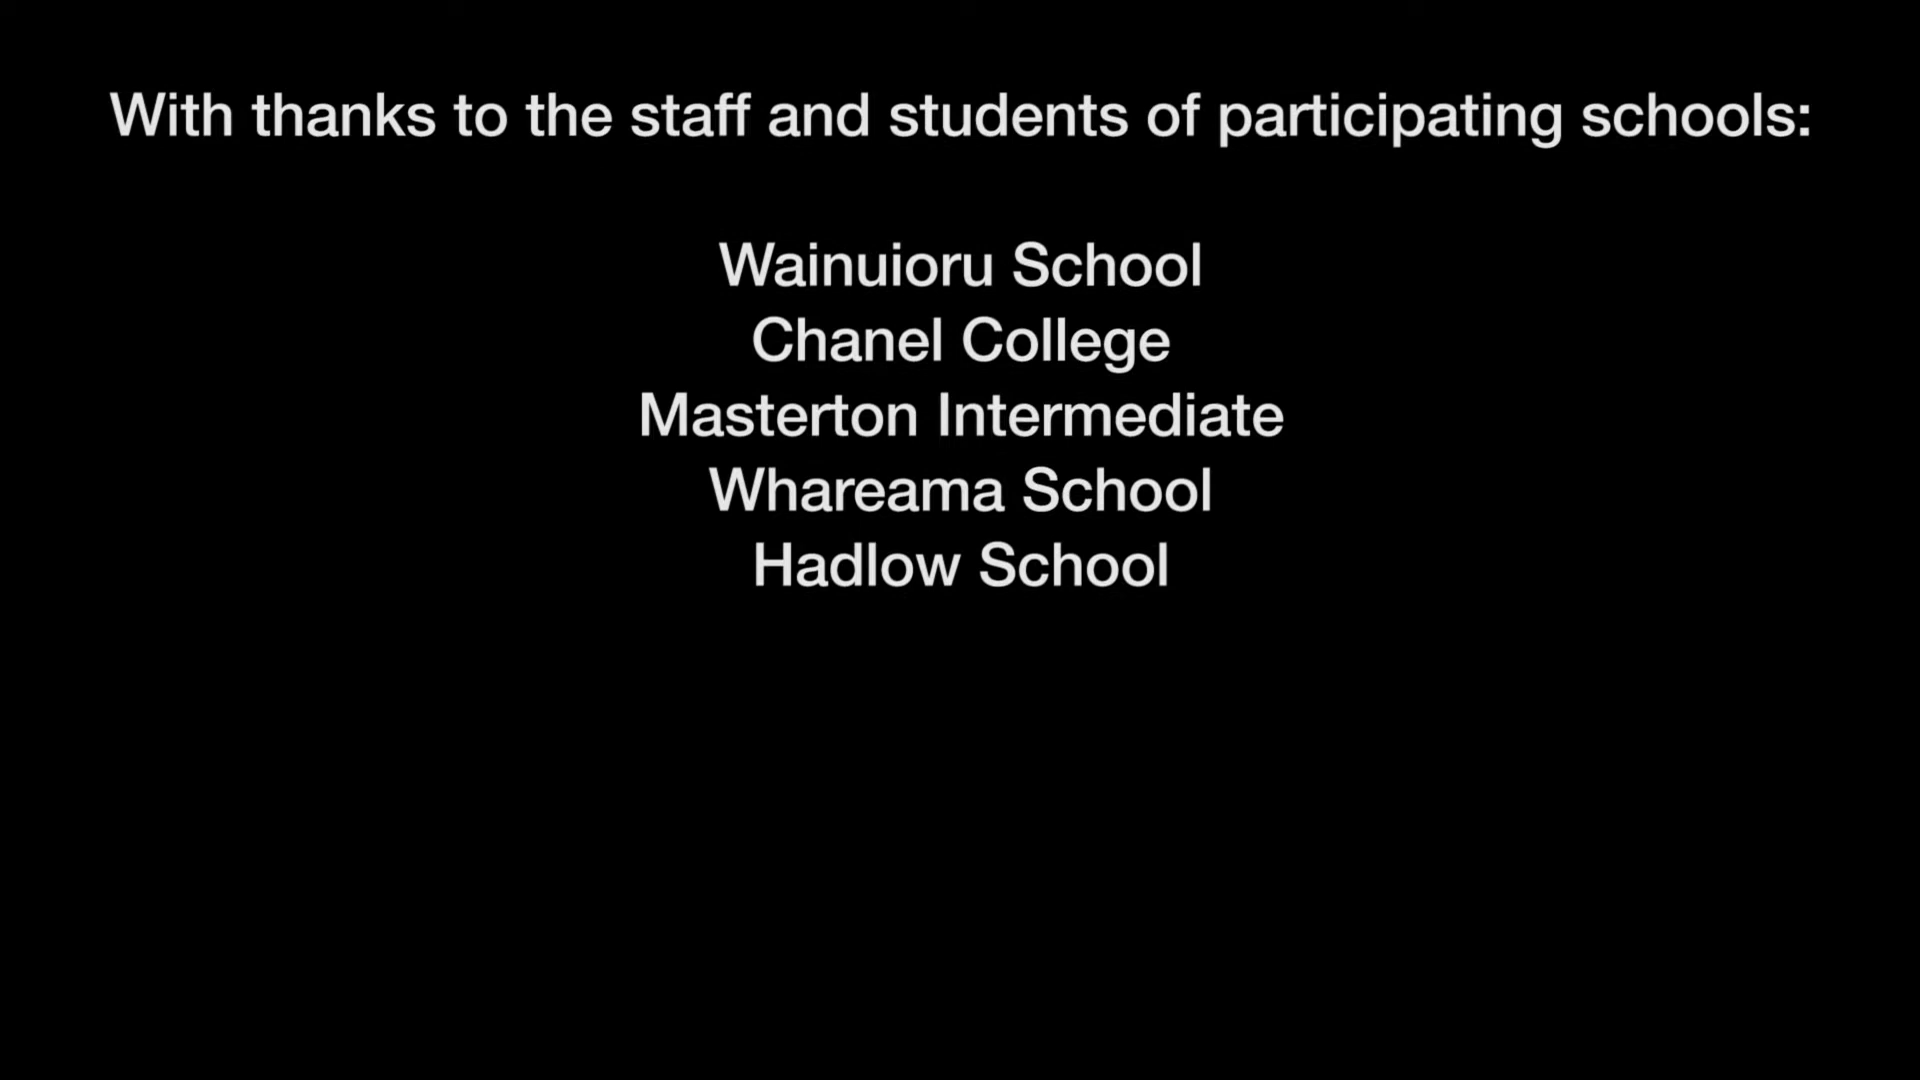 With thanks to the staff and students of participating schools:
Wainuioru School
Chanel College
Masterton Intermediate
Whareama School
Hadlow School